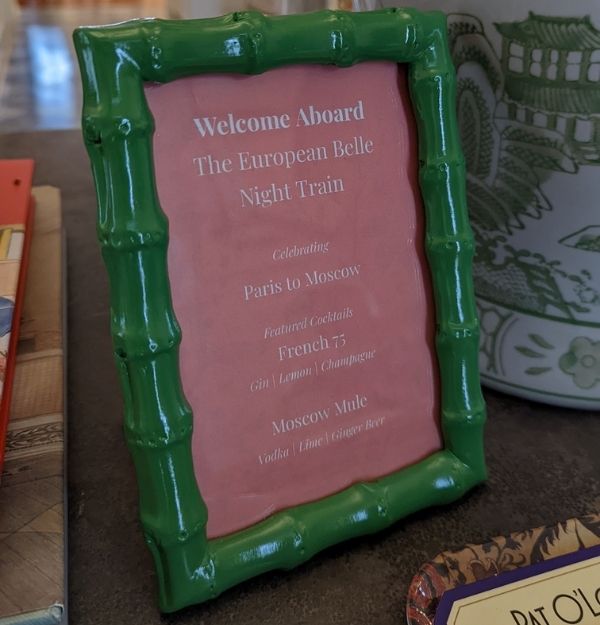 Welcome Aboard
The European Belle
Night Train
Celebrating
Paris to Moscow
Featured Cocktails
French 75
Gin | Lemon | Champagne
Moscow Mule
Vodka | Lime | Ginger Beer
PAT O'L